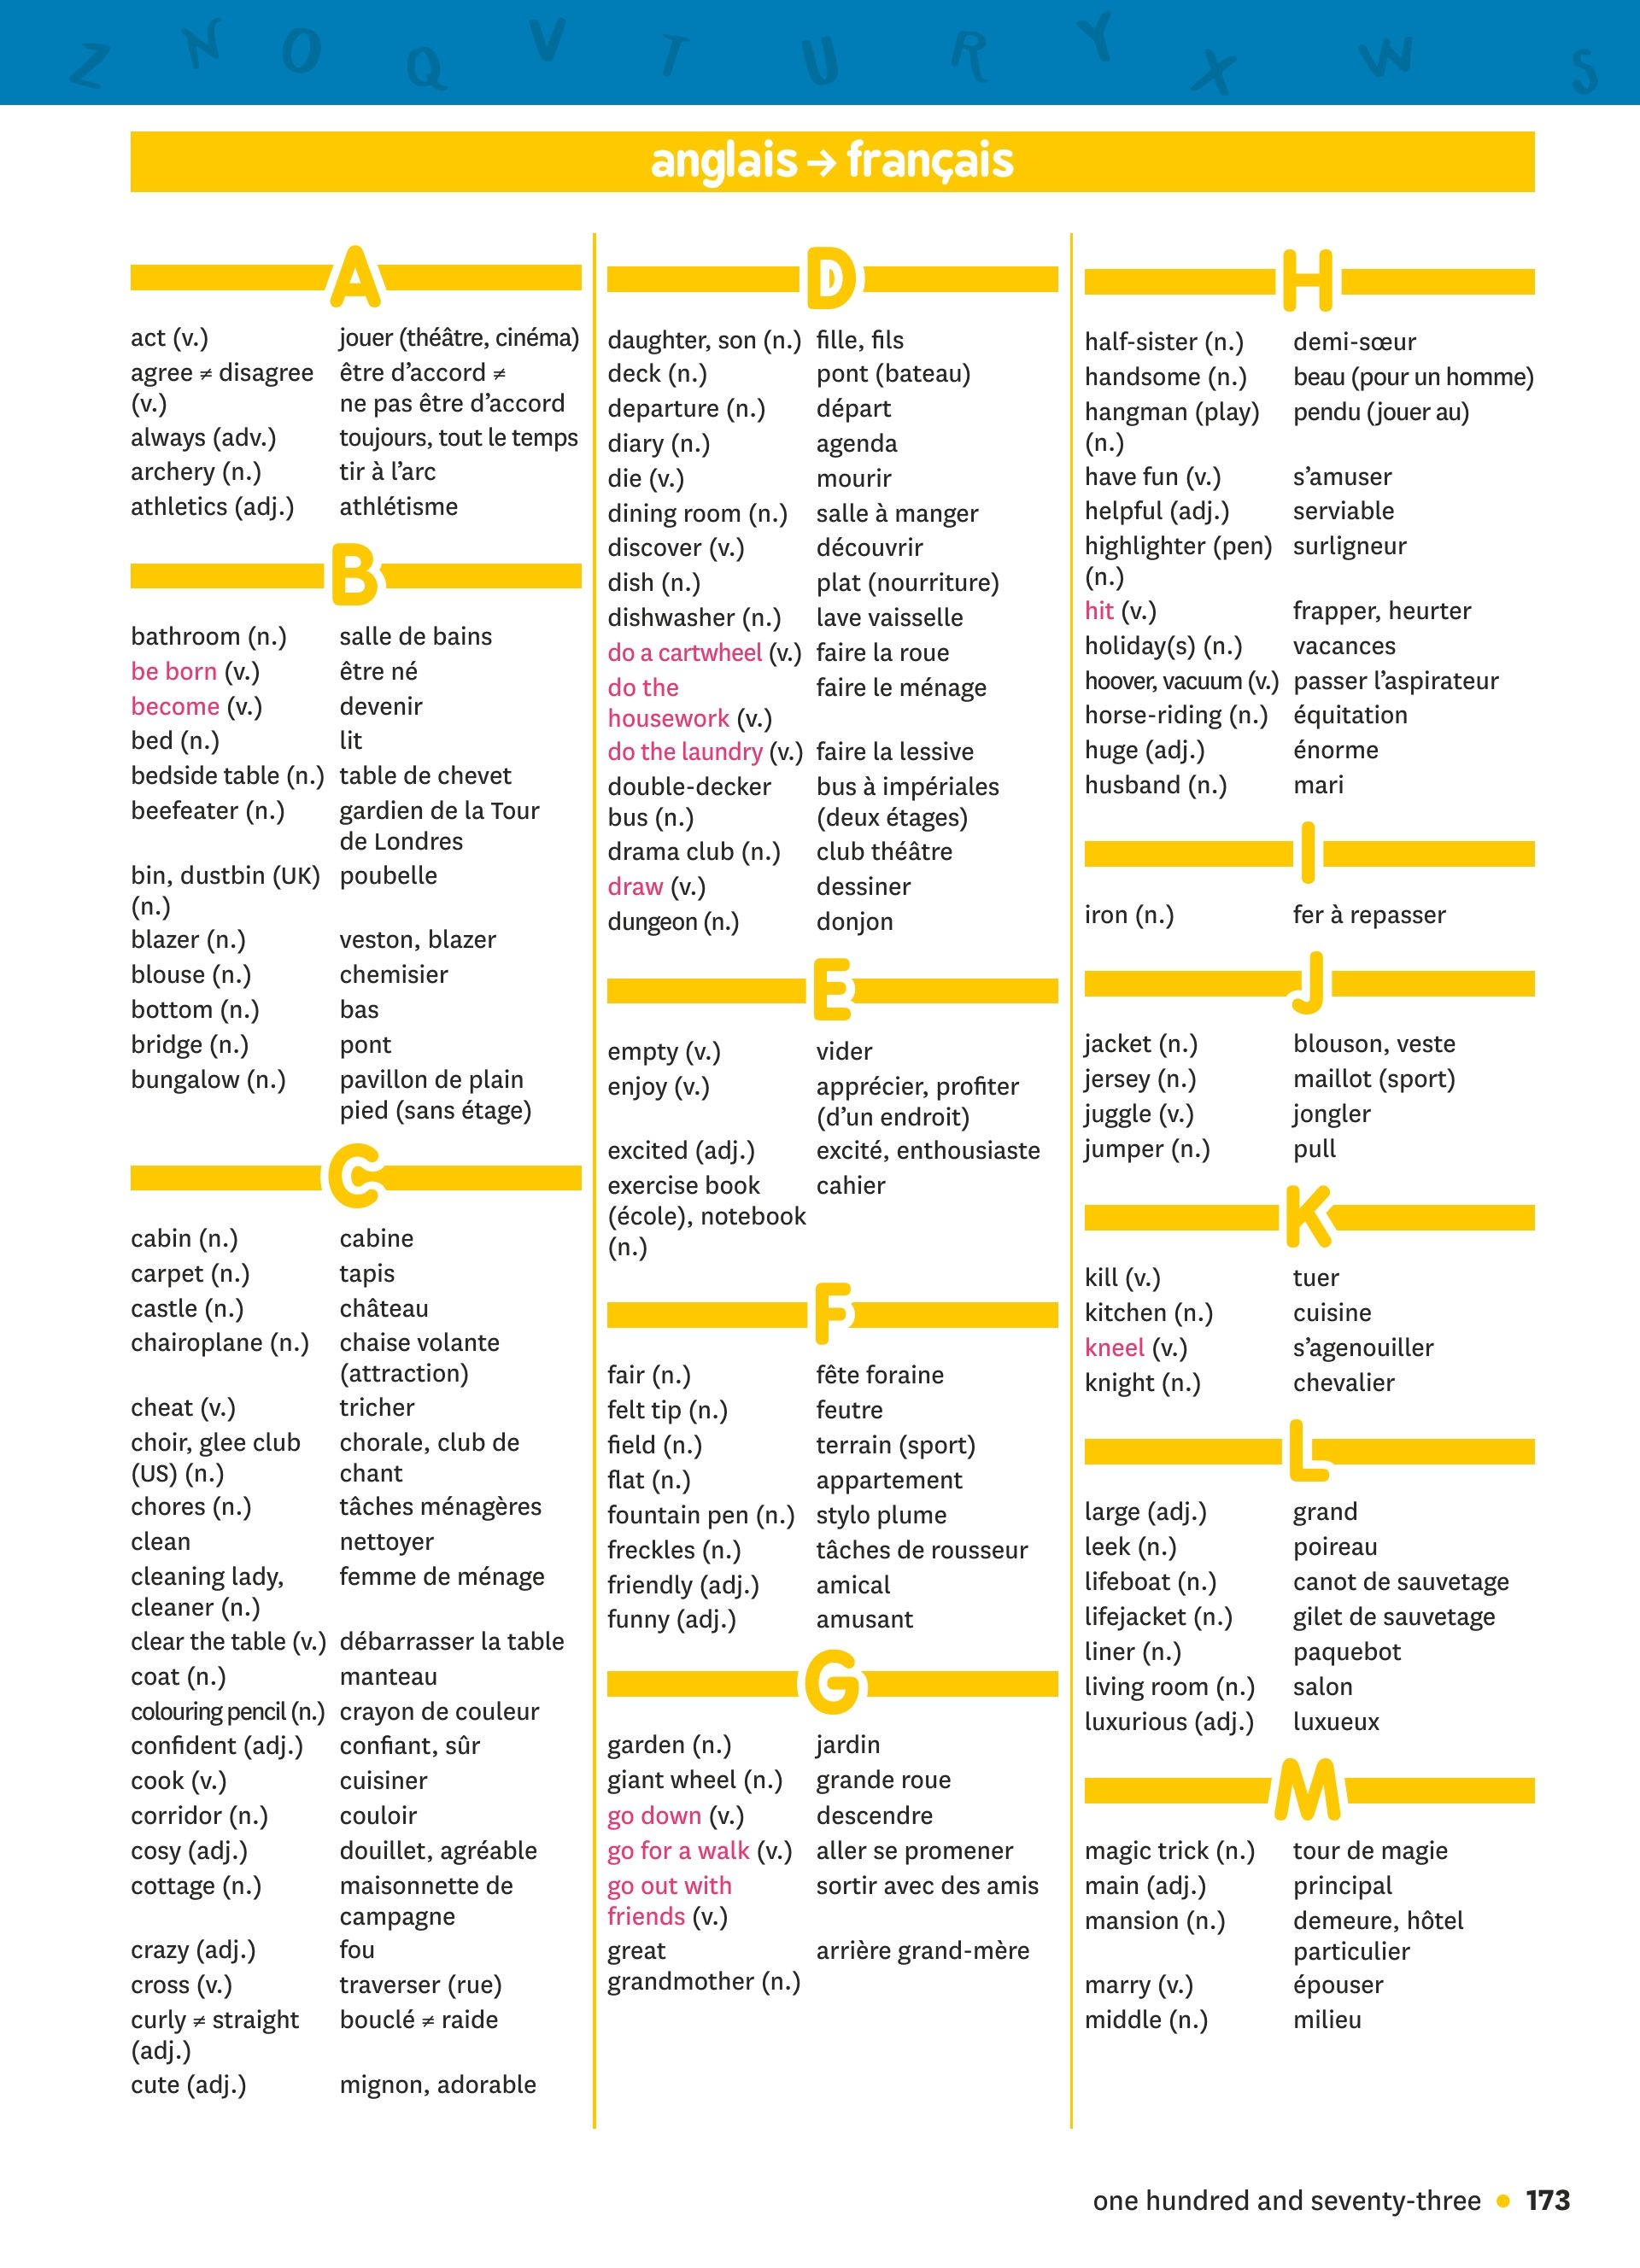 Z N O Q V T U R Y X W S
anglais → français
A
act (v.) jouer (théâtre, cinéma)
agree ≠ disagree être d’accord ≠
(v.) ne pas être d’accord
always (adv.) toujours, tout le temps
archery (n.) tir à l’arc
athletics (adj.) athlétisme
B
bathroom (n.) salle de bains
be born (v.) être né
become (v.) devenir
bed (n.) lit
bedside table (n.) table de chevet
beefeater (n.) gardien de la Tour
de Londres
bin, dustbin (UK) poubelle
(n.)
blazer (n.) veston, blazer
blouse (n.) chemisier
bottom (n.) bas
bridge (n.) pont
bungalow (n.) pavillon de plain
pied (sans étage)
C
cabin (n.) cabine
carpet (n.) tapis
castle (n.) château
chairoplane (n.) chaise volante
(attraction)
cheat (v.) tricher
choir, glee club chorale, club de
(US) (n.) chant
chores (n.) tâches ménagères
clean nettoyer
cleaning lady, femme de ménage
cleaner (n.)
clear the table (v.) débarrasser la table
coat (n.) manteau
colouring pencil (n.) crayon de couleur
confident (adj.) confiant, sûr
cook (v.) cuisiner
corridor (n.) couloir
cosy (adj.) douillet, agréable
cottage (n.) maisonnette de
campagne
crazy (adj.) fou
cross (v.) traverser (rue)
curly ≠ straight bouclé ≠ raide
(adj.)
cute (adj.) mignon, adorable
D
daughter, son (n.) fille, fils
deck (n.) pont (bateau)
departure (n.) départ
diary (n.) agenda
die (v.) mourir
dining room (n.) salle à manger
discover (v.) découvrir
dish (n.) plat (nourriture)
dishwasher (n.) lave vaisselle
do a cartwheel (v.) faire la roue
do the faire le ménage
housework (v.)
do the laundry (v.) faire la lessive
double-decker bus à impériales
bus (n.) (deux étages)
drama club (n.) club théâtre
draw (v.) dessiner
dungeon (n.) donjon
E
empty (v.) vider
enjoy (v.) apprécier, profiter
(d’un endroit)
excited (adj.) excité, enthousiaste
exercise book cahier
(école), notebook
(n.)
F
fair (n.) fête foraine
felt tip (n.) feutre
field (n.) terrain (sport)
flat (n.) appartement
fountain pen (n.) stylo plume
freckles (n.) tâches de rousseur
friendly (adj.) amical
funny (adj.) amusant
G
garden (n.) jardin
giant wheel (n.) grande roue
go down (v.) descendre
go for a walk (v.) aller se promener
go out with sortir avec des amis
friends (v.)
great arrière grand-mère
grandmother (n.)
H
half-sister (n.) demi-sœur
handsome (n.) beau (pour un homme)
hangman (play) pendu (jouer au)
(n.)
have fun (v.) s’amuser
helpful (adj.) serviable
highlighter (pen) surligneur
(n.)
hit (v.) frapper, heurter
holiday(s) (n.) vacances
hoover, vacuum (v.) passer l’aspirateur
horse-riding (n.) équitation
huge (adj.) énorme
husband (n.) mari
I
iron (n.) fer à repasser
J
jacket (n.) blouson, veste
jersey (n.) maillot (sport)
juggle (v.) jongler
jumper (n.) pull
K
kill (v.) tuer
kitchen (n.) cuisine
kneel (v.) s’agenouiller
knight (n.) chevalier
L
large (adj.) grand
leek (n.) poireau
lifeboat (n.) canot de sauvetage
lifejacket (n.) gilet de sauvetage
liner (n.) paquebot
living room (n.) salon
luxurious (adj.) luxueux
M
magic trick (n.) tour de magie
main (adj.) principal
mansion (n.) demeure, hôtel
particulier
marry (v.) épouser
middle (n.) milieu
one hundred and seventy-three • 173